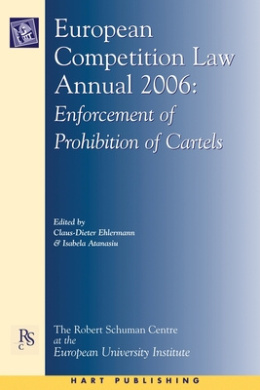 European
Competition Law
Annual 2006:
Enforcement of
Prohibition of Cartels
Edited by
Claus-Dieter Ehlermann
& Isabela Atanasiu
RS
C
The Robert Schuman Centre
at the
European University Institute
HART PUBLISHING